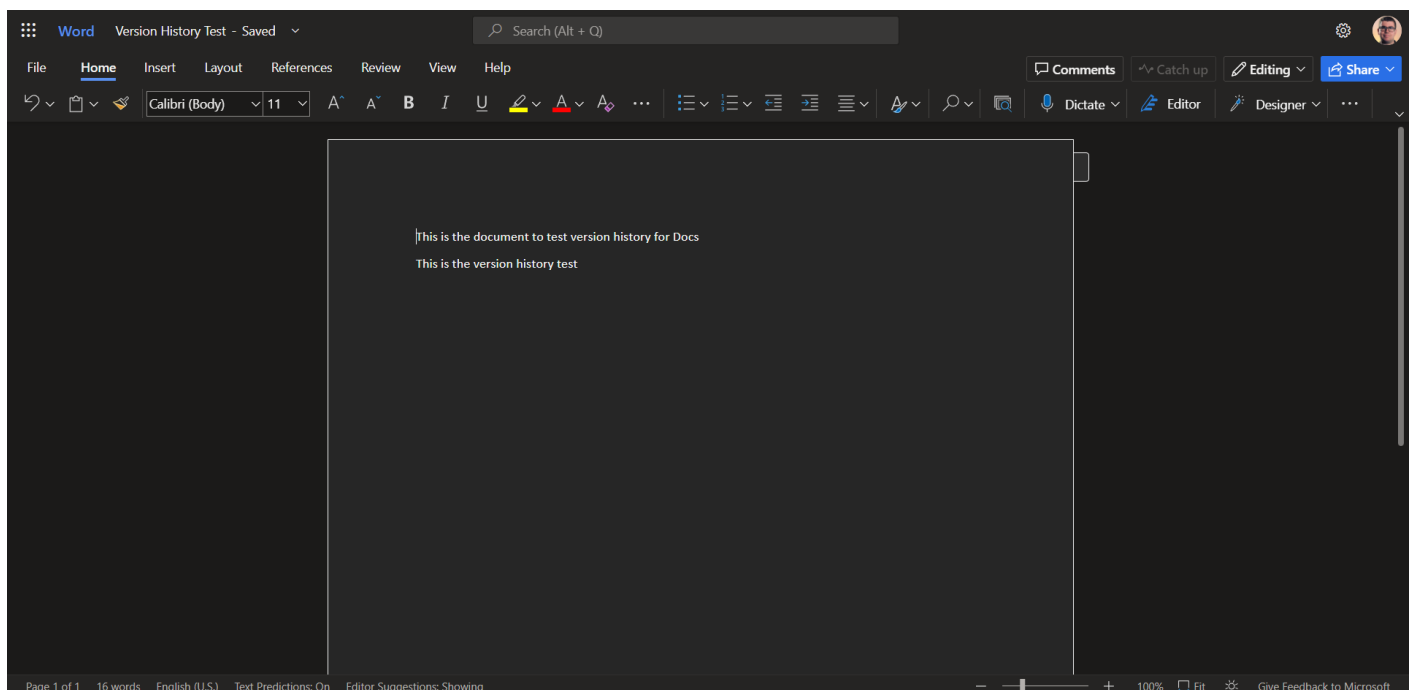 Word Version History Test - Saved Search (Alt + Q)
File Home Insert Layout References Review View Help Comments Catch up Editing Share
Calibri (Body) 11 A A B I U A A Dictate Editor Designer
This is the document to test version history for Docs
This is the version history test
Page 1 of 1 16 words English (U.S.) Text Predictions: On Editor Suggestions: Showing 100% Fit Give Feedback to Microsoft